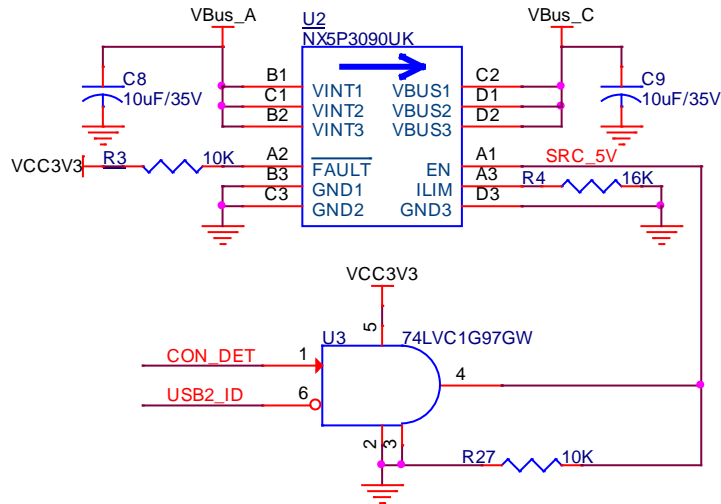 VBus_A
U2
VBus_C
NX5P3090UK
C8
10uF/35V
B1
C1
B2
VINT1
VINT2
VINT3
VBUS1
VBUS2
VBUS3
C2
D1
D2
C9
10uF/35V
VCC3V3
R3
10K
A2
B3
C3
FAULT
GND1
GND2
EN
ILIM
GND3
A1
A3
D3
SRC_5V
R4
16K
VCC3V3
U3
5
74LVC1G97GW
CON_DET
1
4
USB2_ID
6
2
3
R27
10K